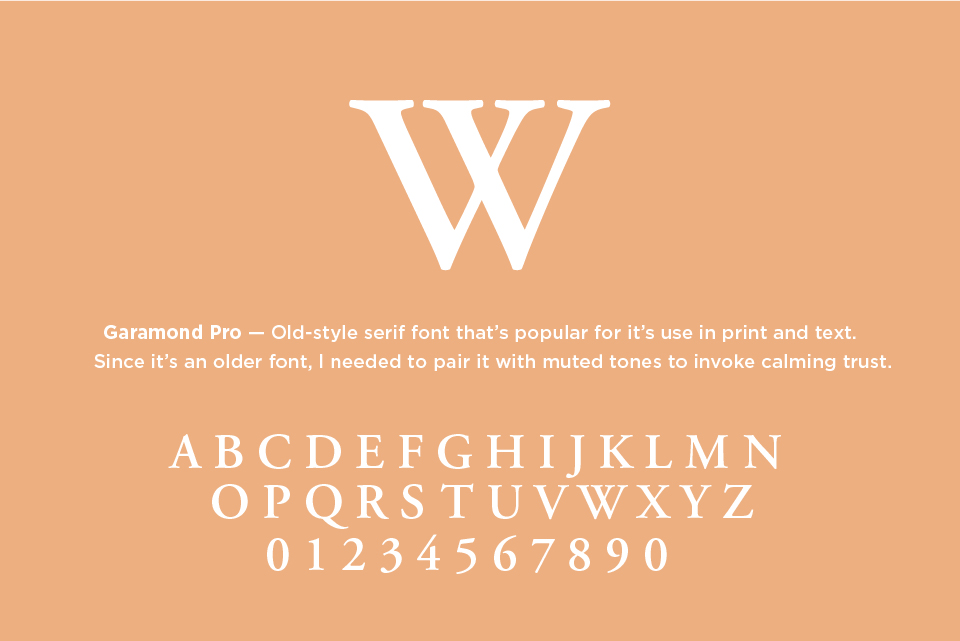 W
Garamond Pro — Old-style serif font that’s popular for it’s use in print and text.
Since it’s an older font, I needed to pair it with muted tones to invoke calming trust.
A B C D E F G H I J K L M N
O P Q R S T U V W X Y Z
0 1 2 3 4 5 6 7 8 9 0